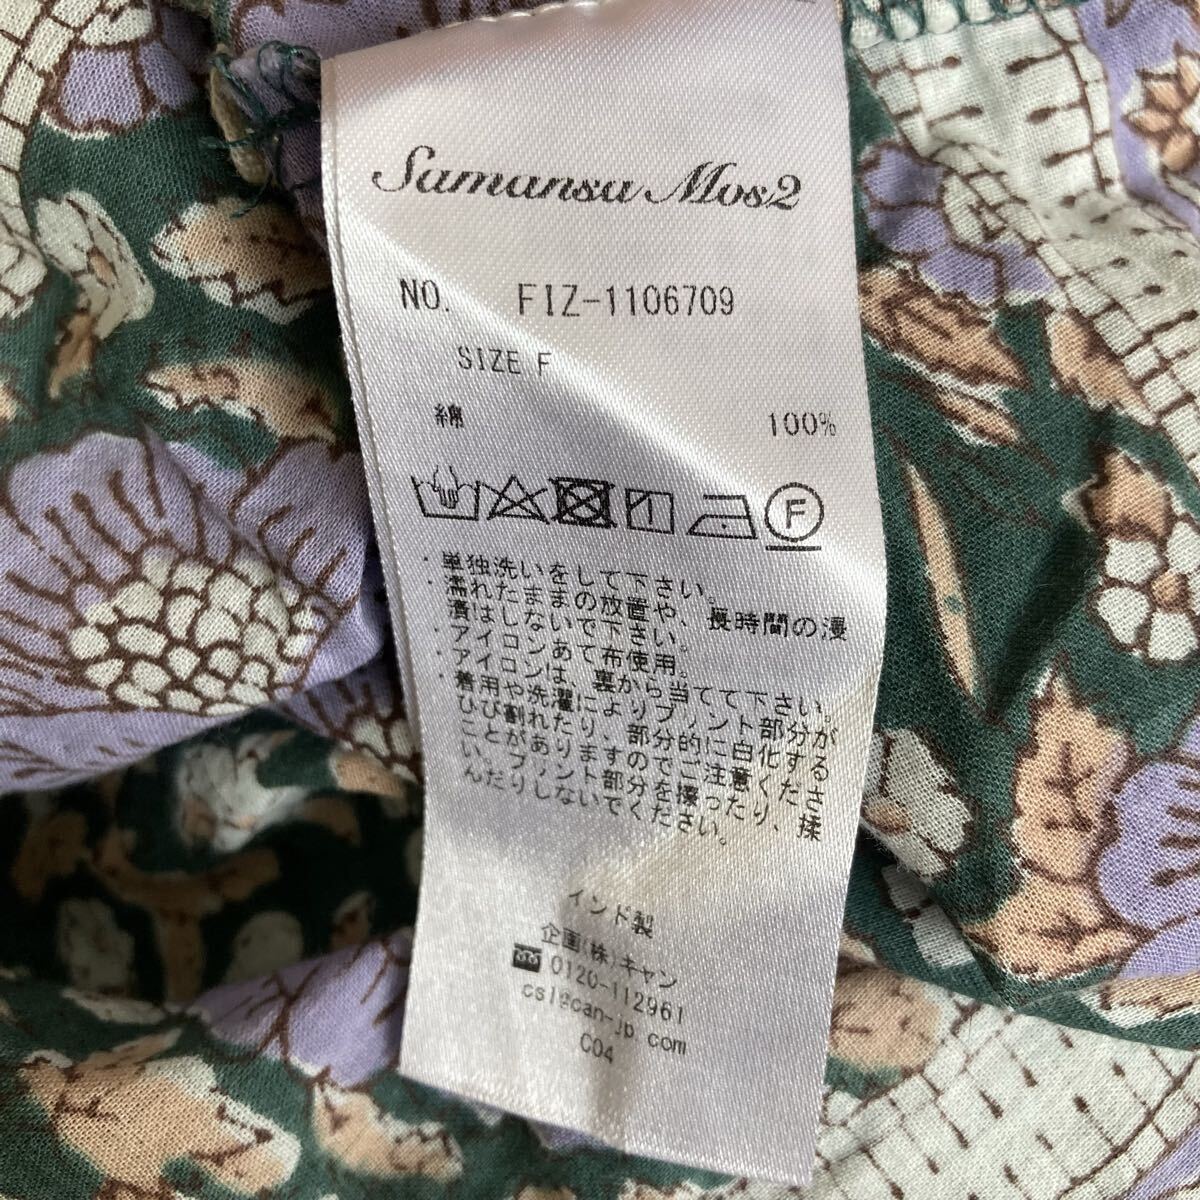 Samansa Mos2
NO. FIZ-1106709
SIZE F
綿 100%
F
・単独洗いをして下さい。
・濡れたままの放置や、長時間の浸
漬はしないで下さい。
・アイロンあて布使用。
・アイロンは、裏から当てて下さい。
・着用や洗濯によりプリント部分が
ひび割れたり、部分的に白化する
ことがありますのでご注意くださ
い。プリント部分を擦ったり、揉
んだりしないでください。
インド製
企画(株)キャン
0120-112961
csl@can-jp.com
C04